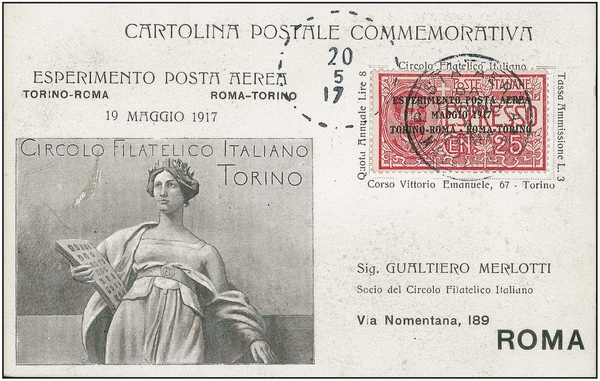 CARTOLINA POSTALE COMMEMORATIVA
ESPERIMENTO POSTA AEREA
TORINO-ROMA ROMA-TORINO
19 MAGGIO 1917
20
5
17
Circolo Filatelico Italiano
Quota Annuale Lire 8
Tassa Ammissione L. 3
POSTE ITALIANE
ESPERIMENTO POSTA AEREA
MAGGIO 1917
TORINO-ROMA · ROMA-TORINO
ESPRESSO
CEN. 25
Corso Vittorio Emanuele, 67 - Torino
CIRCOLO FILATELICO ITALIANO
TORINO
Sig. GUALTIERO MERLOTTI
Socio del Circolo Filatelico Italiano
Via Nomentana, 189
ROMA